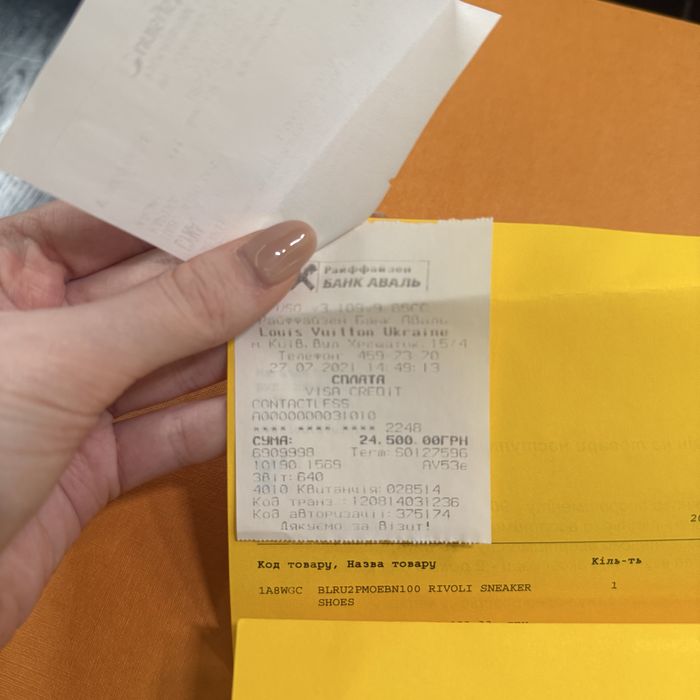 Райффайзен
БАНК АВАЛЬ
Райффайзен Банк Аваль
Louis Vuitton Ukraine
м.Київ,вул.Хрещатик,15/4
Телефон: 459-73-70
27.07.2021 14:49:13
СПЛАТА
VISA CREDIT
CONTACTLESS
A0000000031010
**** **** **** 2248
СУМА: 24.500.00ГРН
6909998 Term:S0127596
10190.1569 AV53e
Звіт:640
4010 Квитанція:028514
Код транз.:120814031236
Код авторизації:375174
Дякуємо за Візит!
Код товару, Назва товару Кіль-ть
1A8WGC BLRU2PMOEBN100 RIVOLI SNEAKER 1
SHOES